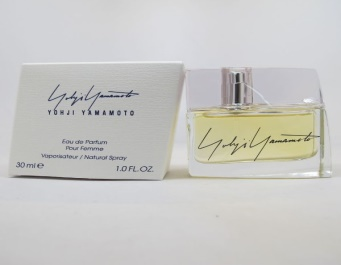 Yohji Yamamoto
YOHJI YAMAMOTO
Eau de Parfum
Pour Femme
Vaporisateur / Natural Spray
30 ml e 1.0 FL.OZ.
Yohji Yamamoto